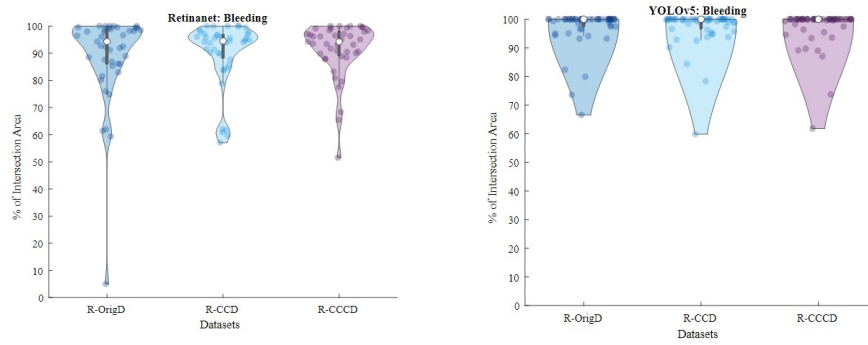 Retinanet: Bleeding
100
90
80
70
60
50
40
30
20
10
0
% of Intersection Area
R-OrigD
R-CCD
R-CCCD
Datasets
YOLOv5: Bleeding
100
90
80
70
60
50
40
30
20
10
0
% of Intersection Area
R-OrigD
R-CCD
R-CCCD
Datasets